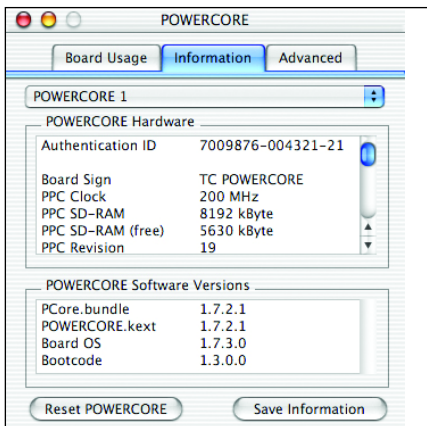 POWERCORE
Board Usage Information Advanced
POWERCORE 1
POWERCORE Hardware
Authentication ID 7009876-004321-21
Board Sign TC POWERCORE
PPC Clock 200 MHz
PPC SD-RAM 8192 kByte
PPC SD-RAM (free) 5630 kByte
PPC Revision 19
POWERCORE Software Versions
PCore.bundle 1.7.2.1
POWERCORE.kext 1.7.2.1
Board OS 1.7.3.0
Bootcode 1.3.0.0
Reset POWERCORE Save Information